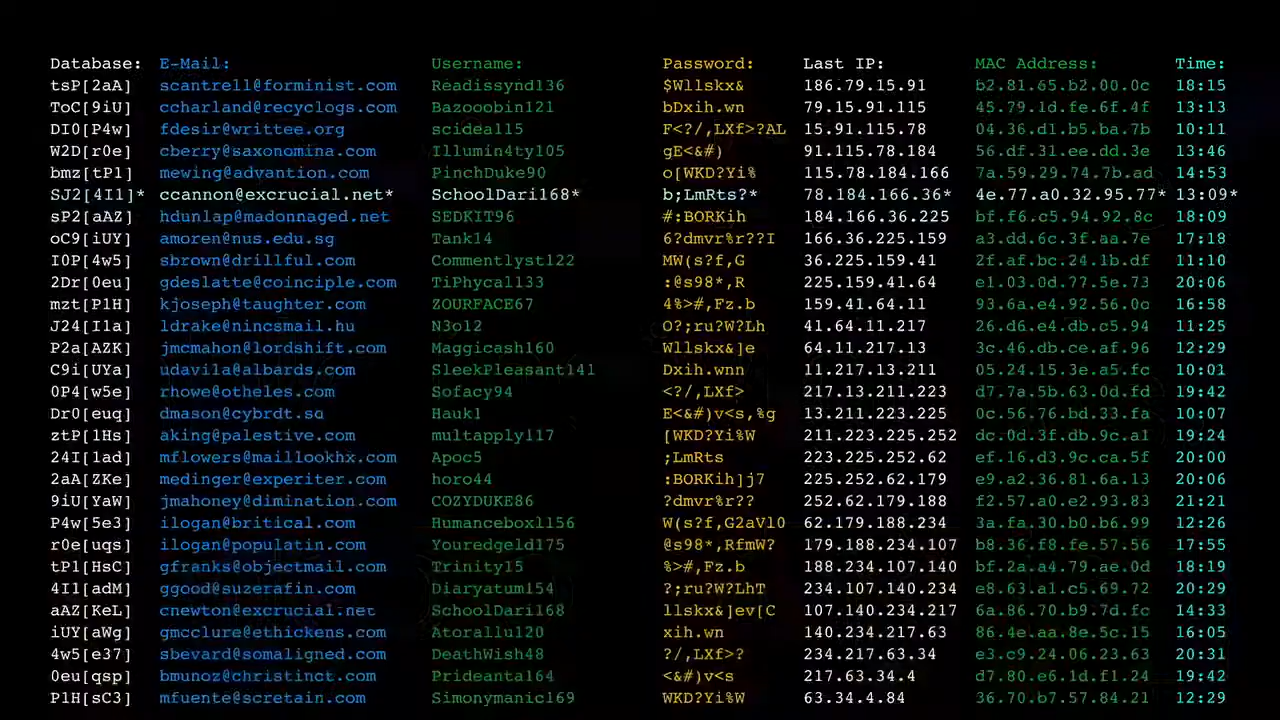 Database: E-Mail: Username: Password: Last IP: MAC Address: Time:
tsP[2aA] scantrell@forminist.com Readissynd136 $Wllskx& 186.79.15.91 b2.81.65.b2.00.0c 18:15
ToC[9iU] ccharland@recyclogs.com Bazooobin121 bDxih.wn 79.15.91.115 45.79.1d.fe.6f.4f 13:13
DI0[P4w] fdesir@writtee.org scideal15 F<?/,LXf>?AL 15.91.115.78 04.36.d1.b5.ba.7b 10:11
W2D[r0e] cberry@saxonomina.com Illumin4ty105 gE<&#) 91.115.78.184 56.df.31.ee.dd.3e 13:46
bmz[tP1] mewing@advantion.com PinchDuke90 o[WKD?Yi% 115.78.184.166 7a.59.29.74.7b.ad 14:53
SJ2[4I1]* ccannon@excrucial.net* SchoolDari168* b;LmRts?* 78.184.166.36* 4e.77.a0.32.95.77* 13:09*
sP2[aAZ] hdunlap@madonnaged.net SEDKIT96 #:BORKih 184.166.36.225 bf.f6.c5.94.92.8c 18:09
oC9[iUY] amoren@nus.edu.sg Tank14 6?dmvr%r??I 166.36.225.159 a3.dd.6c.3f.aa.7e 17:18
I0P[4w5] sbrown@drillful.com Commentlyst122 MW(s?f,G 36.225.159.41 2f.af.bc.24.1b.df 11:10
2Dr[0eu] gdeslatte@coinciple.com TiPhycal133 :@s98*,R 225.159.41.64 e1.03.0d.77.5e.73 20:06
mzt[P1H] kjoseph@taughter.com ZOURFACE67 4%>#,Fz.b 159.41.64.11 93.6a.e4.92.56.0c 16:58
J24[I1a] ldrake@nincsmail.hu N3o12 O?;ru?W?Lh 41.64.11.217 26.d6.e4.db.c5.94 11:25
P2a[AZK] jmcmahon@lordshift.com Maggicash160 Wllskx&]e 64.11.217.13 3c.46.db.ce.af.96 12:29
C9i[UYa] udavila@albards.com SleekPleasant141 Dxih.wnn 11.217.13.211 05.24.15.3e.a5.fc 10:01
0P4[w5e] rhowe@otheles.com Sofacy94 <?/,LXf> 217.13.211.223 d7.7a.5b.63.0d.fd 19:42
Dr0[euq] dmason@cybrdt.sa Hauk1 E<&#)v<s,%g 13.211.223.225 0c.56.76.bd.33.fa 10:07
ztP[1Hs] aking@palestive.com multapply117 [WKD?Yi%W 211.223.225.252 dc.0d.3f.db.9c.a1 19:24
24I[1ad] mflowers@maillookhx.com Apoc5 ;LmRts 223.225.252.62 ef.16.d3.9c.ca.5f 20:00
2aA[ZKe] medinger@experiter.com horo44 :BORKih]j7 225.252.62.179 e9.a2.36.81.6a.13 20:06
9iU[YaW] jmahoney@dimination.com COZYDUKE86 ?dmvr%r?? 252.62.179.188 f2.57.a0.e2.93.83 21:21
P4w[5e3] ilogan@britical.com Humanebox1156 W(s?f,G2aVl0 62.179.188.234 3a.fa.30.b0.b6.99 12:26
r0e[uqs] ilogan@populatin.com Youredgeld175 @s98*,RfmW? 179.188.234.107 b8.36.f8.fe.57.56 17:55
tP1[HsC] gfranks@objectmail.com Trinity15 %>#,Fz.b 188.234.107.140 bf.2a.a4.79.ae.0d 18:19
4I1[adM] ggood@suzerafin.com Diaryatum154 ?;ru?W?LhT 234.107.140.234 e8.63.a1.c5.69.72 20:29
aAZ[KeL] cnewton@excrucial.net SchoolDari168 llskx&]ev[C 107.140.234.217 6a.86.70.b9.7d.fc 14:33
iUY[aWg] gmcclure@ethickens.com Atorallu120 xih.wn 140.234.217.63 86.4e.aa.8e.5c.15 16:05
4w5[e37] sbevard@somaligned.com DeathWish48 ?/,LXf>? 234.217.63.34 e3.c9.24.06.23.63 20:31
0eu[qsp] bmunoz@christinct.com Prideanta164 <&#)v<s 217.63.34.4 d7.80.e6.1d.f1.24 19:42
P1H[sC3] mfuente@scretain.com Simonymanic169 WKD?Yi%W 63.34.4.84 36.70.b7.57.84.21 12:29